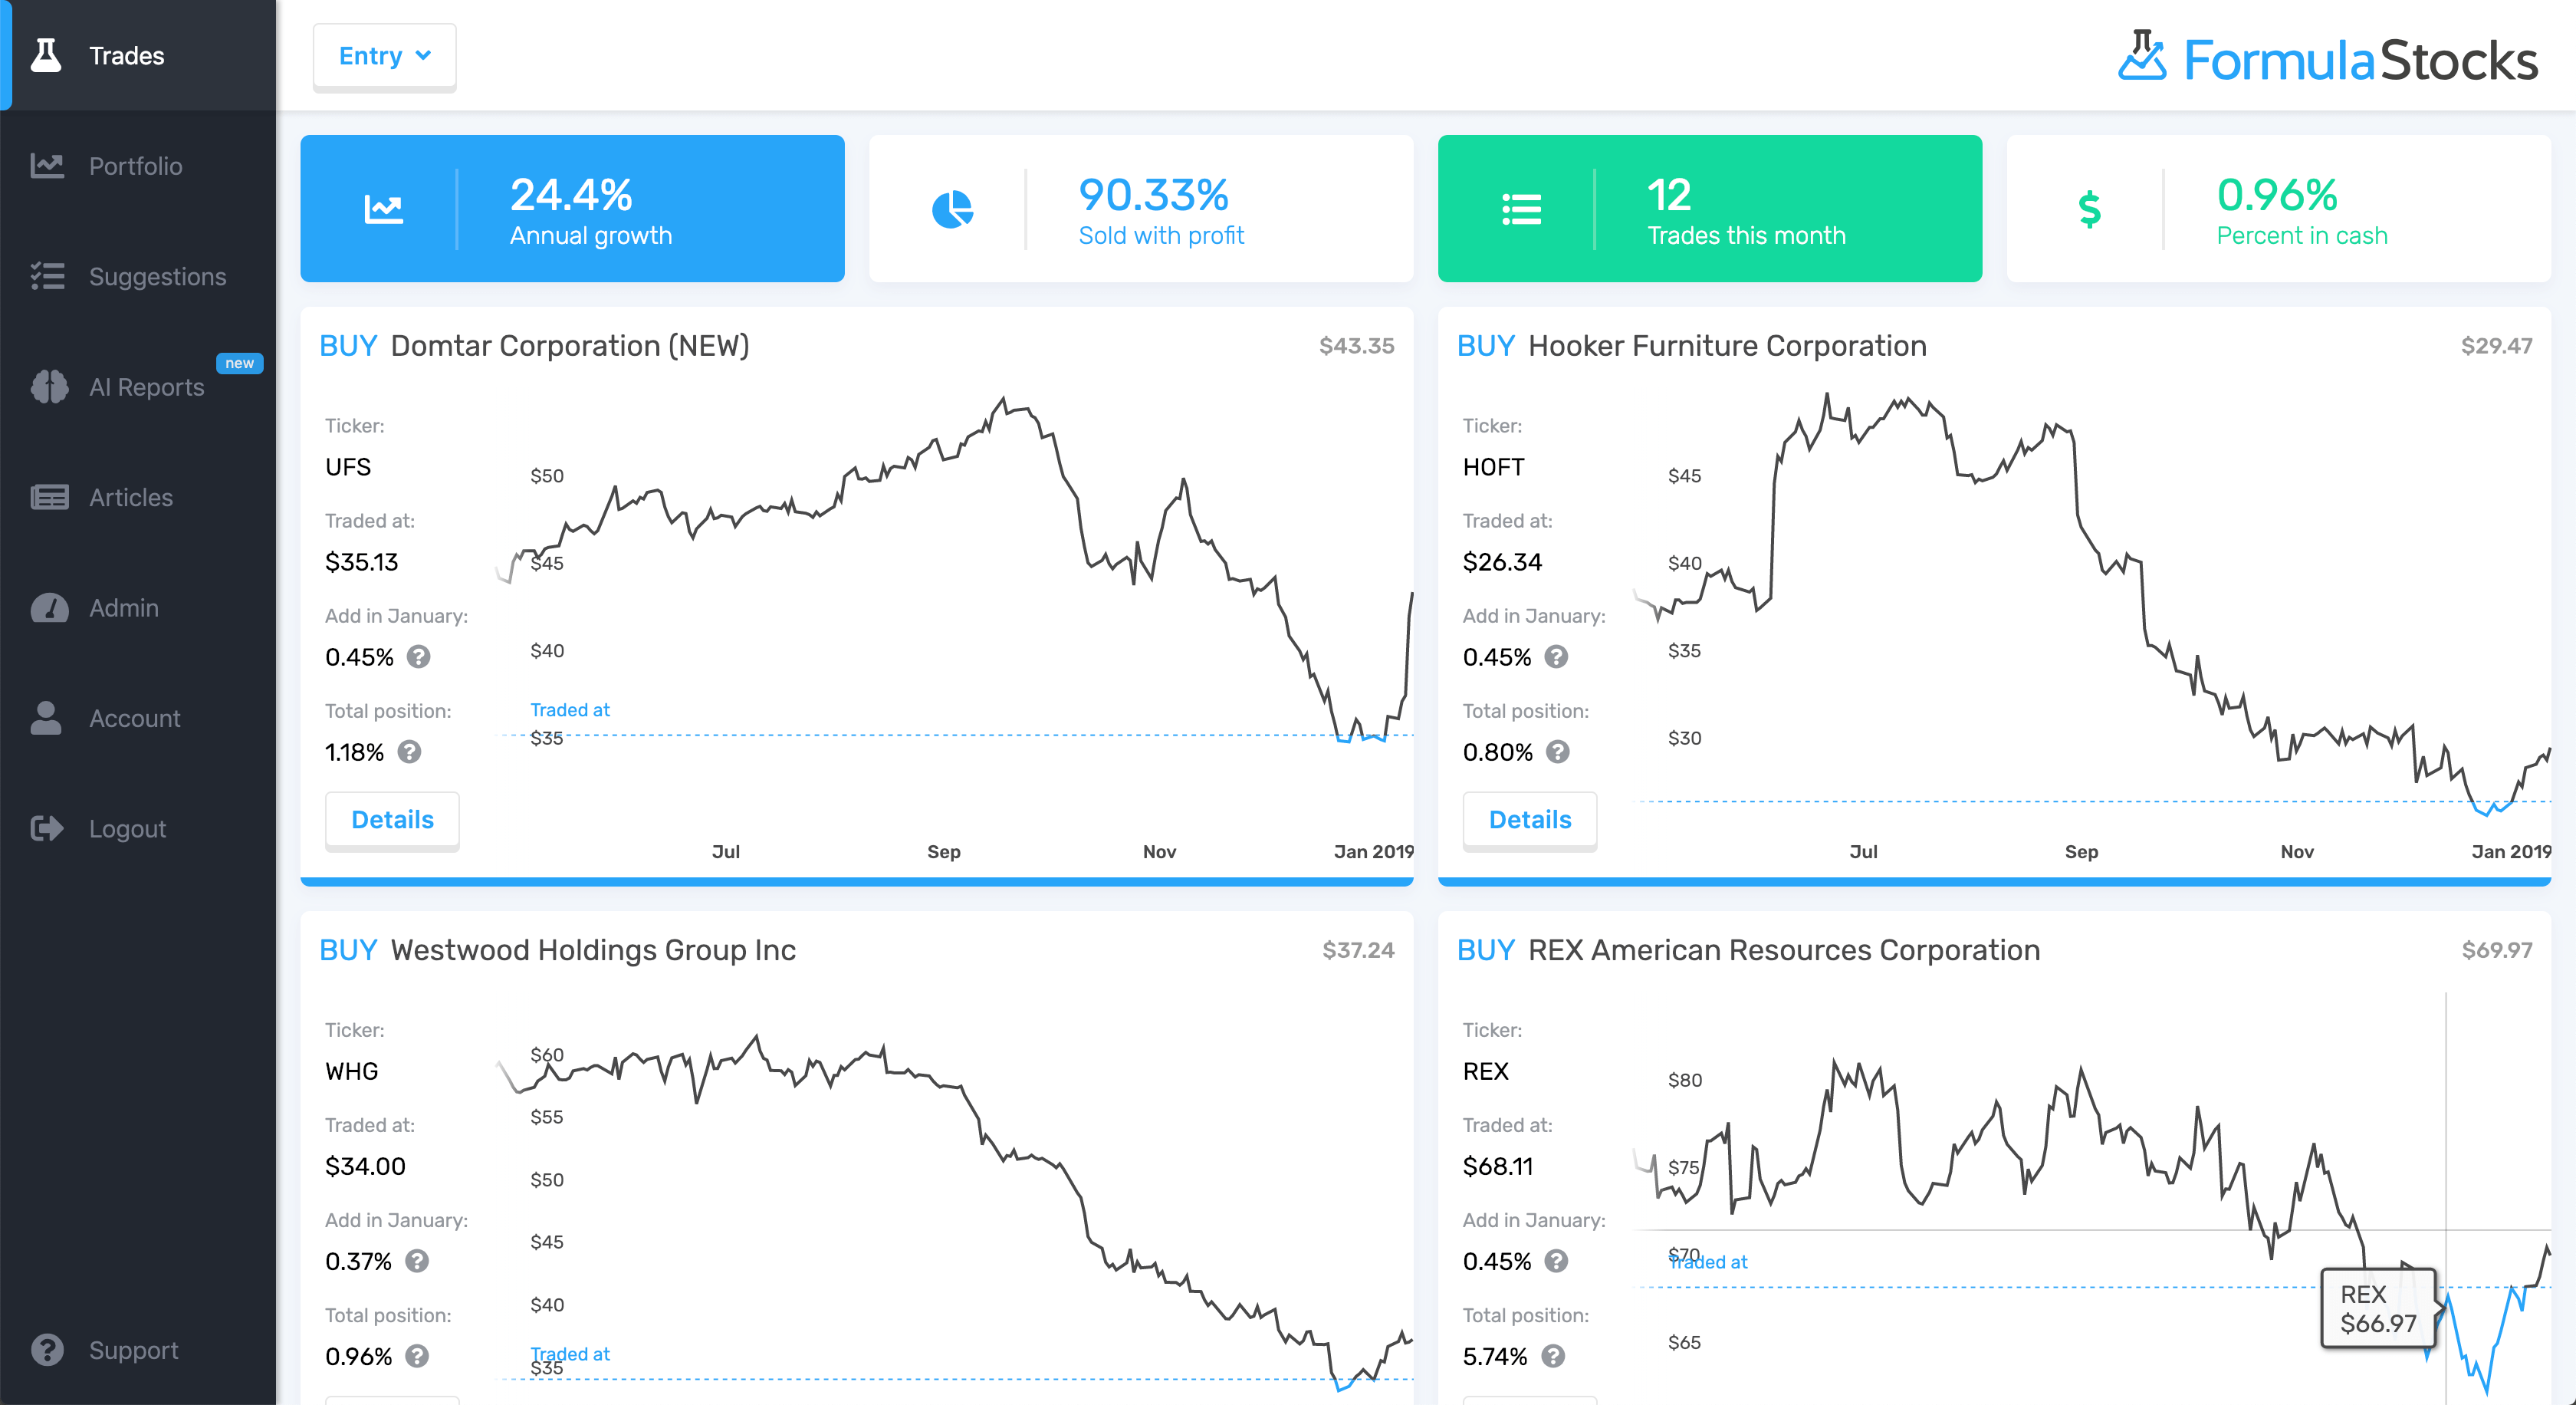 Trades
Portfolio
Suggestions
new
AI Reports
Articles
Admin
Account
Logout
Support
Entry
FormulaStocks
24.4%
Annual growth
90.33%
Sold with profit
12
Trades this month
0.96%
Percent in cash
BUY Domtar Corporation (NEW) $43.35
Ticker:
UFS
Traded at:
$35.13
Add in January:
0.45% ?
Total position:
1.18% ?
Details
$50
$45
$40
Traded at
$35
Jul Sep Nov Jan 2019
BUY Hooker Furniture Corporation $29.47
Ticker:
HOFT
Traded at:
$26.34
Add in January:
0.45% ?
Total position:
0.80% ?
Details
$45
$40
$35
$30
Jul Sep Nov Jan 2019
BUY Westwood Holdings Group Inc $37.24
Ticker:
WHG
Traded at:
$34.00
Add in January:
0.37% ?
Total position:
0.96% ?
$60
$55
$50
$45
$40
Traded at
$35
BUY REX American Resources Corporation $69.97
Ticker:
REX
Traded at:
$68.11
Add in January:
0.45% ?
Total position:
5.74% ?
$80
$75
$70
Traded at
$65
REX
$66.97